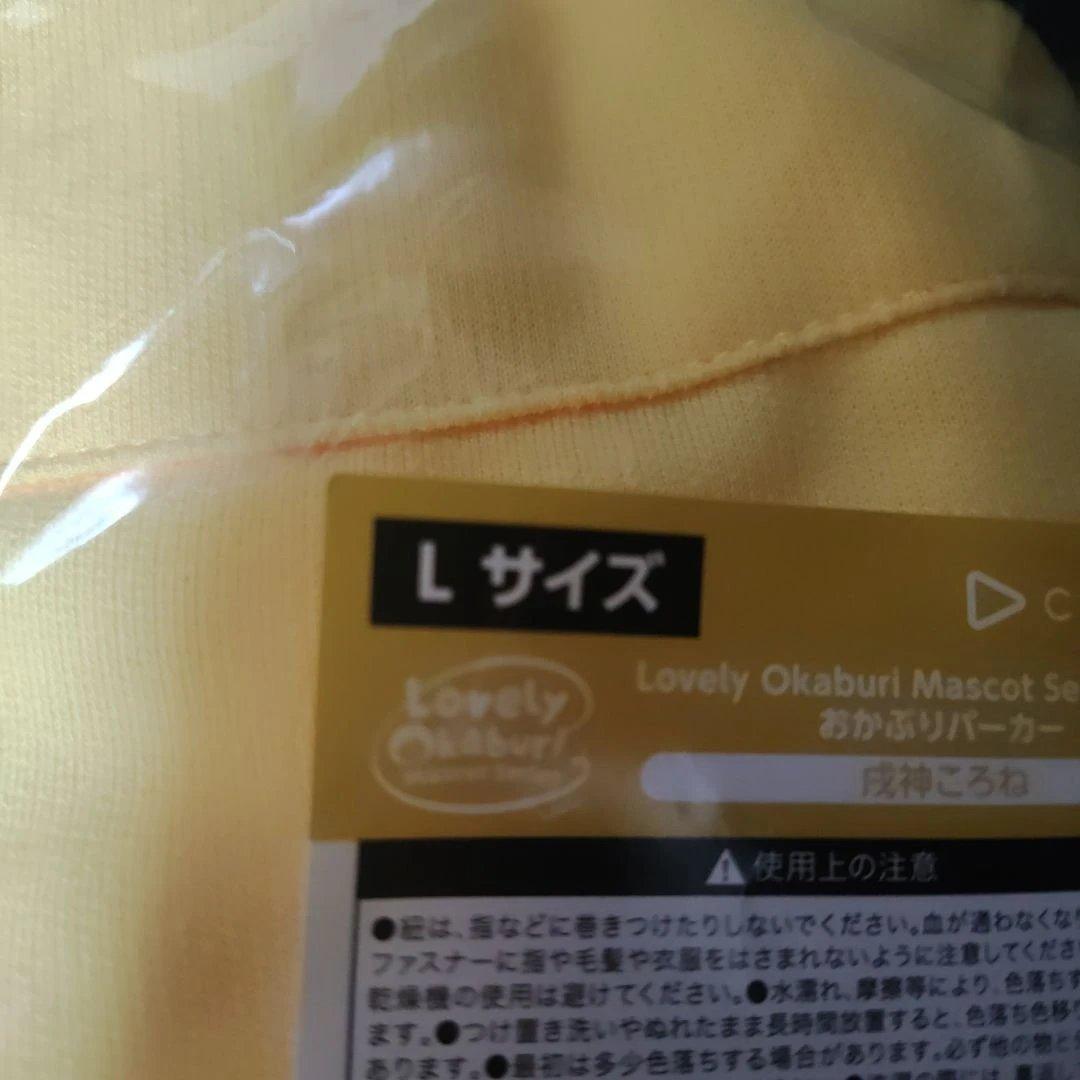 L サイズ
C
Lovely Okaburi Mascot Se
おかぶりパーカー
Lovely
Okaburi
戌神ころね
使用上の注意
●紐は、指などに巻きつけたりしないでください。血が通わなくな
ファスナーに指や毛髪や衣服をはさまれないように注意してくださ
乾燥機の使用は避けてください。●水濡れ、摩擦等により、色落ちす
ます。●つけ置き洗いやぬれたまま長時間放置すると、色落ち色移り
あります。●最初は多少色落ちする場合があります。必ず他の物と